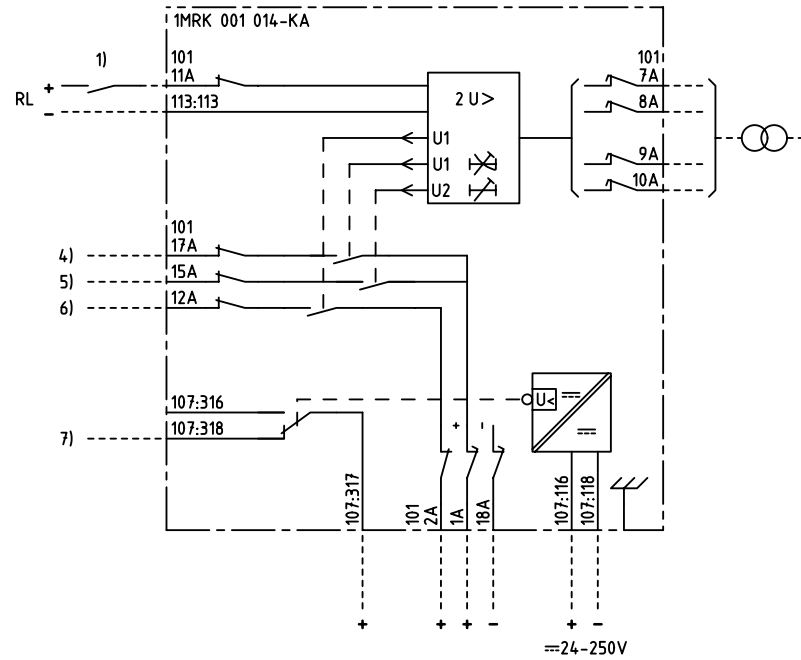 1MRK 001 014-KA
1)
101
101
11A
7A
RL
+
113:113
8A
-
2 U>
U1
U1
9A
U2
10A
101
4)
17A
5)
15A
6)
12A
107:316
U<
7)
107:318
+
-
107:317
101
2A
1A
18A
107:116
107:118
+
+
+
-
+
-
24-250V